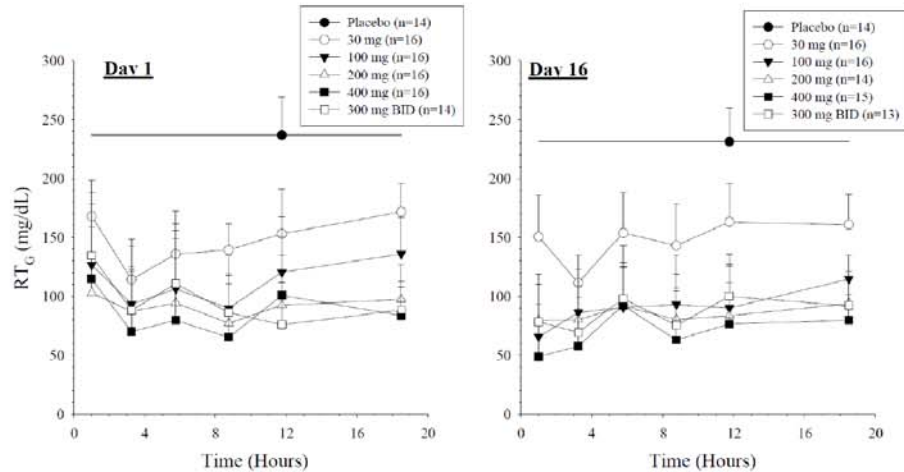 Placebo (n=14)
30 mg (n=16)
100 mg (n=16)
200 mg (n=16)
400 mg (n=16)
300 mg BID (n=14)
Day 1
RT_G (mg/dL)
300
250
200
150
100
50
0
0 4 8 12 16 20
Time (Hours)
Placebo (n=14)
30 mg (n=16)
100 mg (n=16)
200 mg (n=14)
400 mg (n=15)
300 mg BID (n=13)
Day 16
300
250
200
150
100
50
0
0 4 8 12 16 20
Time (Hours)